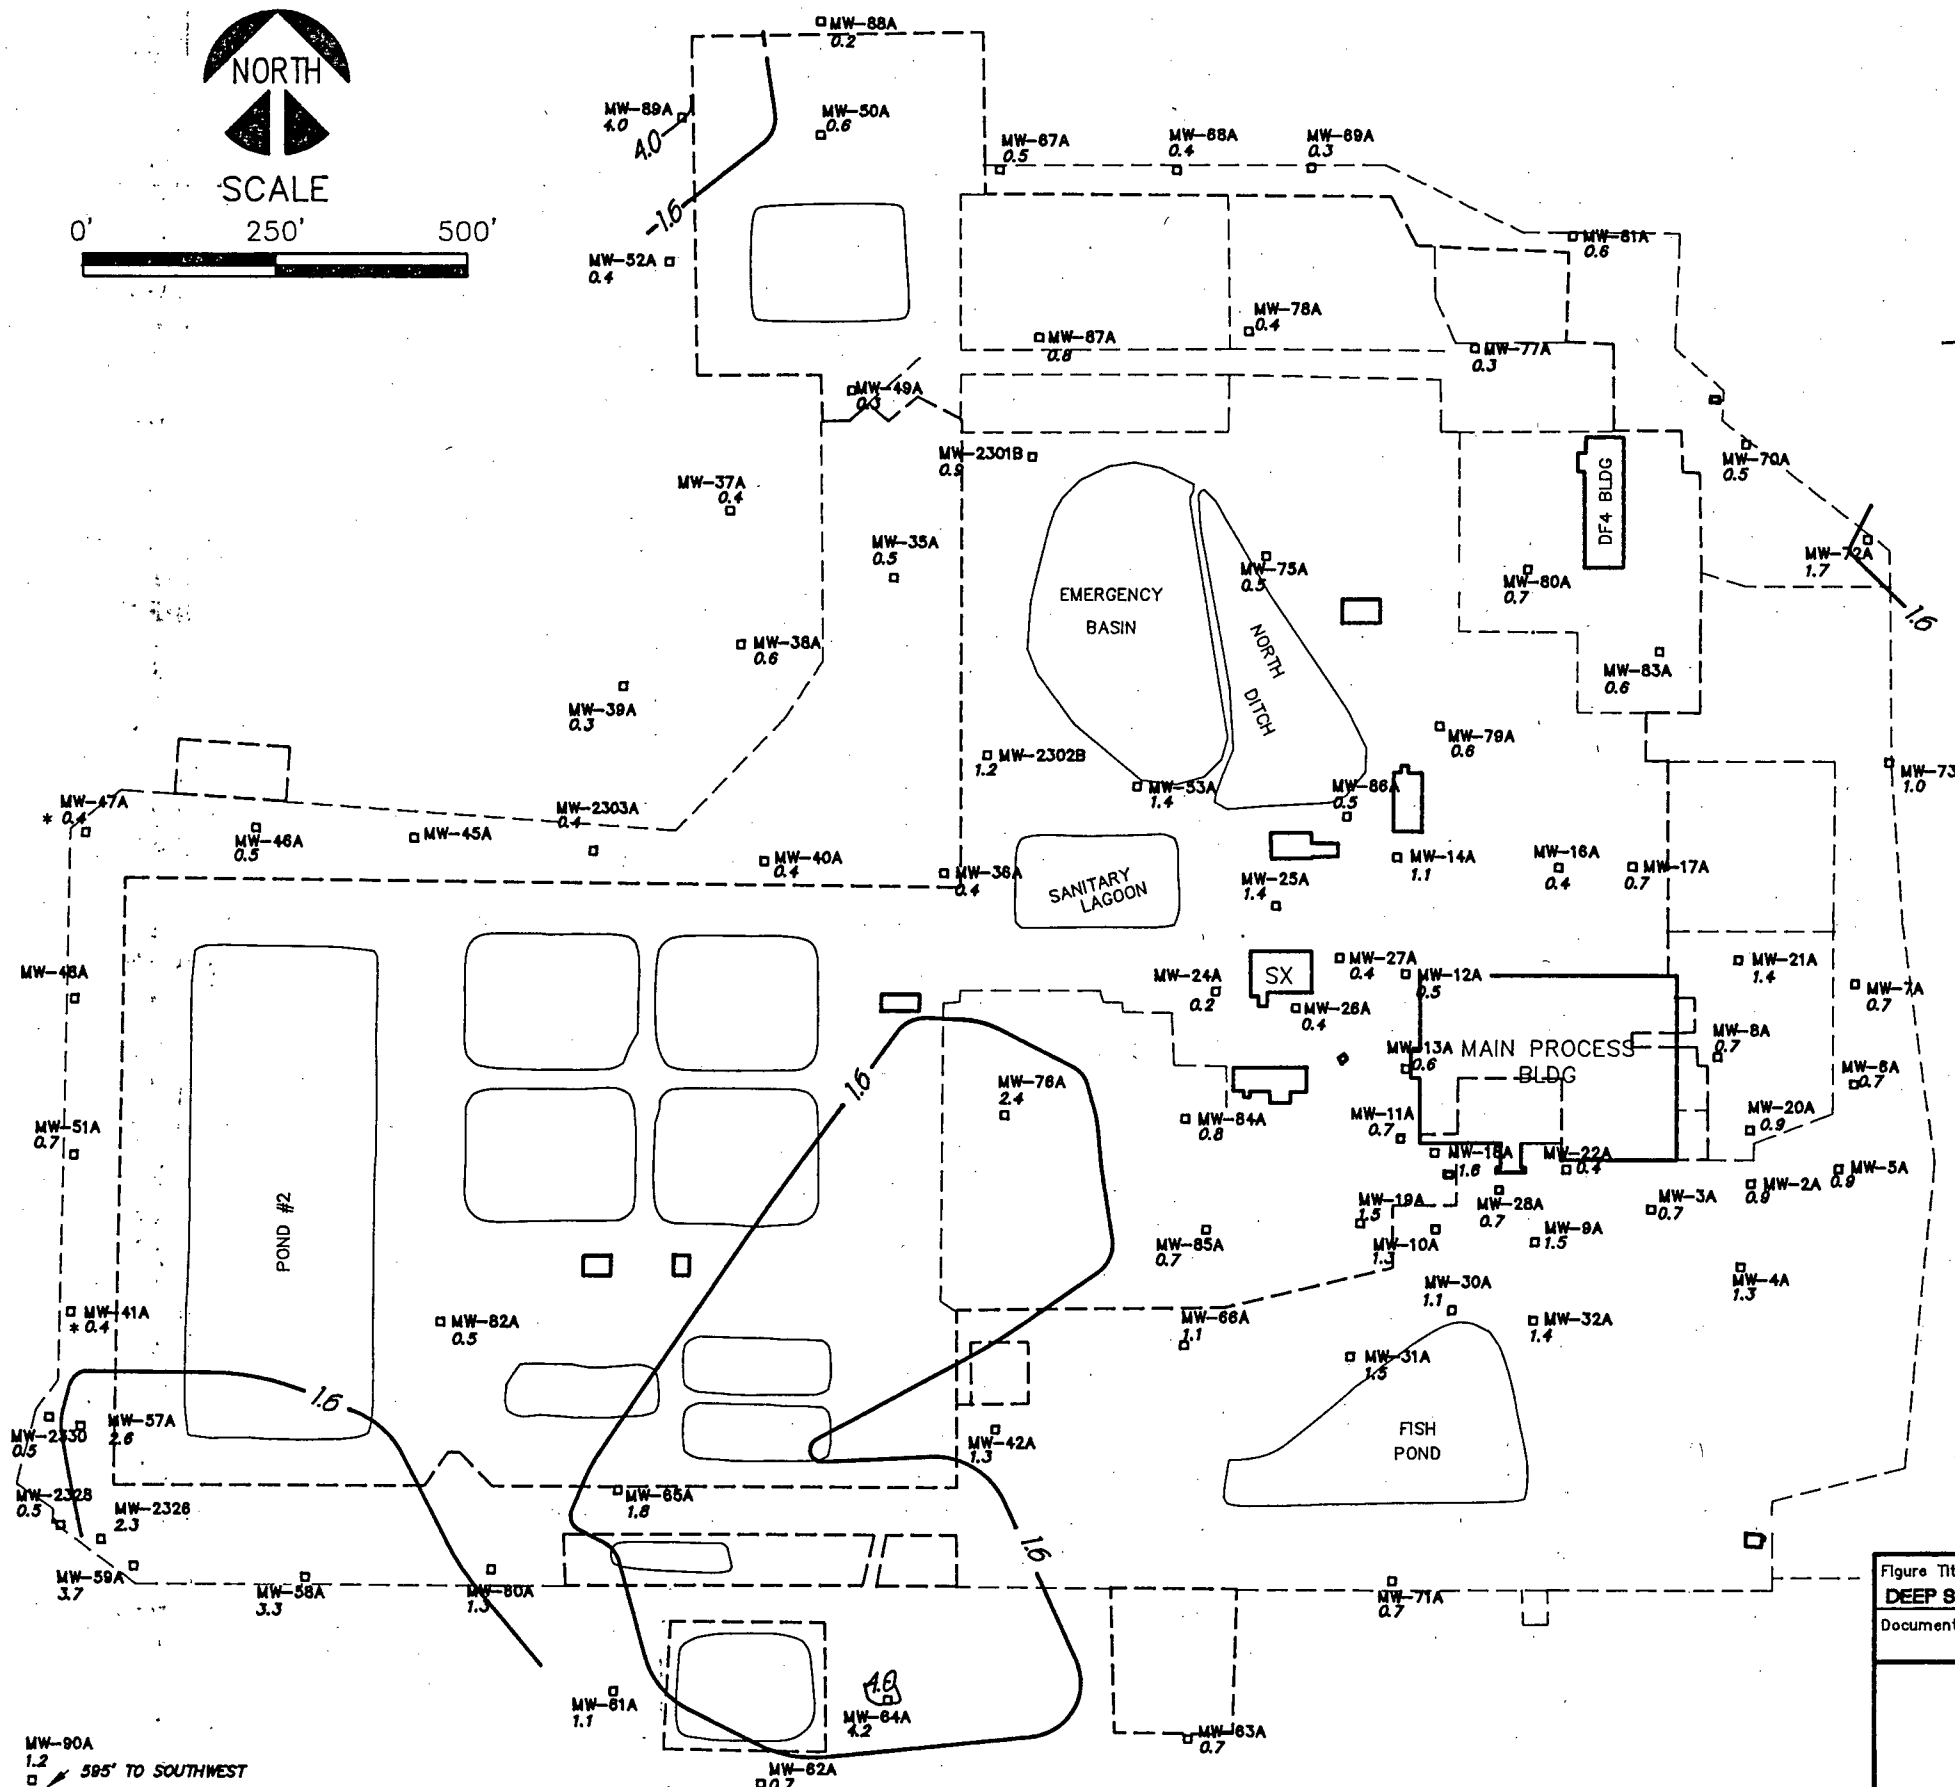 NORTH
SCALE
0' 250' 500'
MW-88A
0.2
MW-89A
4.0
4.0
MW-50A
0.6
MW-67A
0.5
MW-68A
0.4
MW-69A
0.3
1.6
MW-52A
0.4
MW-81A
0.6
MW-78A
0.4
MW-87A
0.8
MW-77A
0.3
MW-49A
0.3
MW-2301B
0.9
MW-70A
0.5
DF4 BLDG
MW-37A
0.4
MW-35A
0.5
MW-72A
1.7
MW-75A
0.5
MW-80A
0.7
EMERGENCY
BASIN
NORTH
DITCH
1.6
MW-38A
0.6
MW-83A
0.6
MW-39A
0.3
MW-79A
0.6
MW-2302B
1.2
MW-73
1.0
MW-53A
1.4
MW-86A
0.5
MW-47A
* 0.4
MW-46A
0.5
MW-45A
MW-2303A
0.4
MW-40A
0.4
MW-36A
0.4
SANITARY
LAGOON
MW-25A
1.4
MW-14A
1.1
MW-16A
0.4
MW-17A
0.7
MW-48A
MW-24A
0.2
SX
MW-27A
0.4
MW-12A
0.5
MW-21A
1.4
MW-7A
0.7
MW-26A
0.4
MW-13A
0.6
MAIN PROCESS
BLDG
MW-8A
0.7
MW-6A
0.7
1.6
MW-76A
2.4
MW-51A
0.7
MW-84A
0.8
MW-11A
0.7
MW-20A
0.9
MW-18A
1.6
MW-22A
0.4
MW-5A
0.9
MW-2A
0.9
MW-3A
0.7
MW-19A
1.5
MW-28A
0.7
POND #2
MW-85A
0.7
MW-10A
1.3
MW-9A
1.5
MW-4A
1.3
MW-30A
1.1
MW-41A
* 0.4
MW-82A
0.5
MW-66A
1.1
MW-32A
1.4
MW-31A
1.5
1.6
MW-57A
2.6
MW-2330
0.5
MW-42A
1.3
FISH
POND
MW-2328
0.5
MW-2326
2.3
MW-65A
1.8
1.6
MW-59A
3.7
MW-58A
3.3
MW-60A
1.3
MW-71A
0.7
Figure Tit
DEEP S
Document
MW-61A
1.1
4.0
MW-64A
4.2
MW-63A
0.7
MW-90A
1.2
595' TO SOUTHWEST
MW-62A
0.7